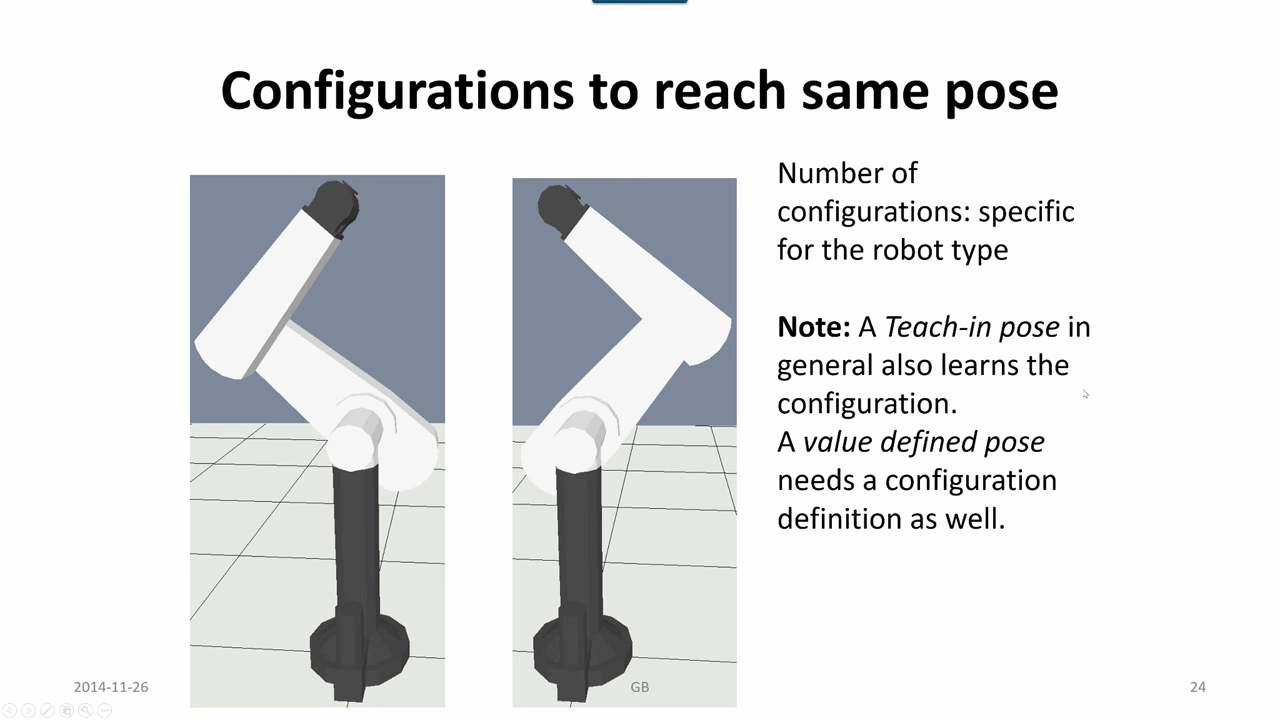 Configurations to reach same pose
Number of
configurations: specific
for the robot type
Note: A Teach-in pose in
general also learns the
configuration.
A value defined pose
needs a configuration
definition as well.
2014-11-26
GB
24